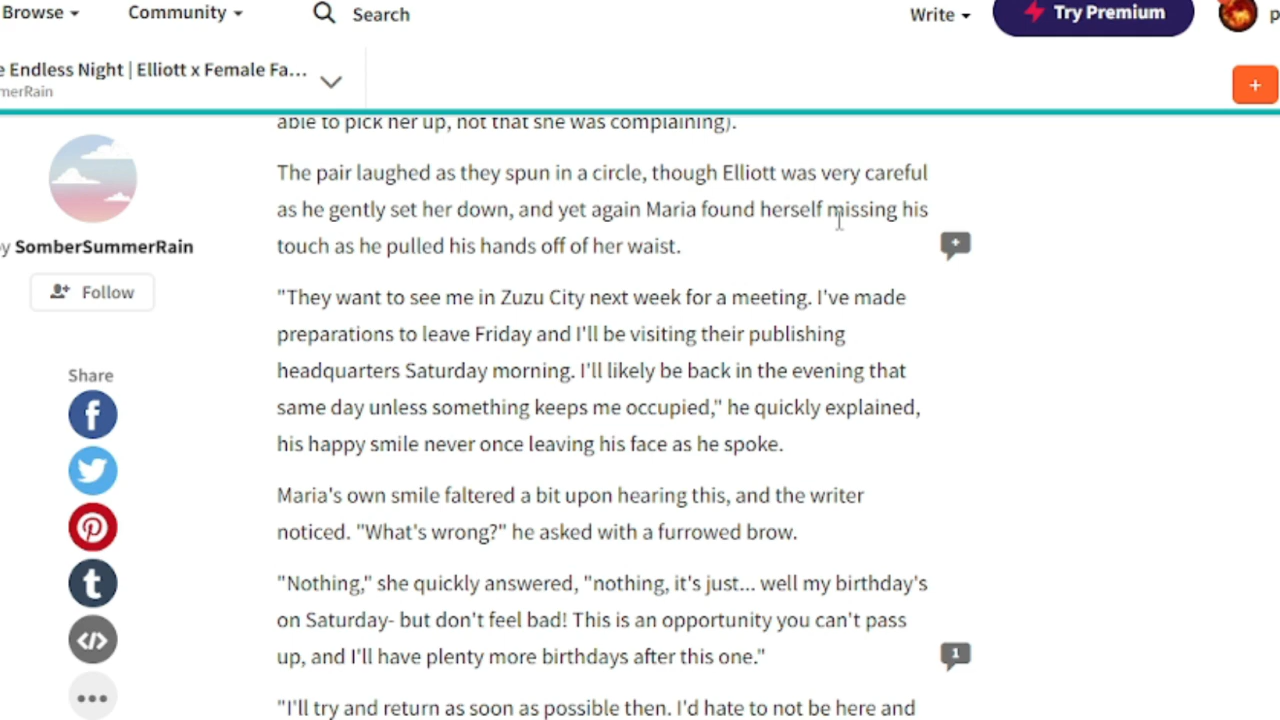 Browse
Community
Search
Write
Try Premium
p
e Endless Night | Elliott x Female Fa...
merRain
+
able to pick her up, not that she was complaining).
The pair laughed as they spun in a circle, though Elliott was very careful
as he gently set her down, and yet again Maria found herself missing his
touch as he pulled his hands off of her waist.
+
y SomberSummerRain
Follow
"They want to see me in Zuzu City next week for a meeting. I've made
preparations to leave Friday and I'll be visiting their publishing
headquarters Saturday morning. I'll likely be back in the evening that
same day unless something keeps me occupied," he quickly explained,
his happy smile never once leaving his face as he spoke.
Share
f
t
</>
Maria's own smile faltered a bit upon hearing this, and the writer
noticed. "What's wrong?" he asked with a furrowed brow.
"Nothing," she quickly answered, "nothing, it's just... well my birthday's
on Saturday- but don't feel bad! This is an opportunity you can't pass
up, and I'll have plenty more birthdays after this one."
1
"I'll try and return as soon as possible then. I'd hate to not be here and